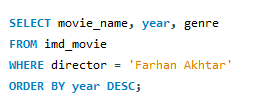 SELECT movie_name, year, genre
FROM imd_movie
WHERE director = 'Farhan Akhtar'
ORDER BY year DESC;